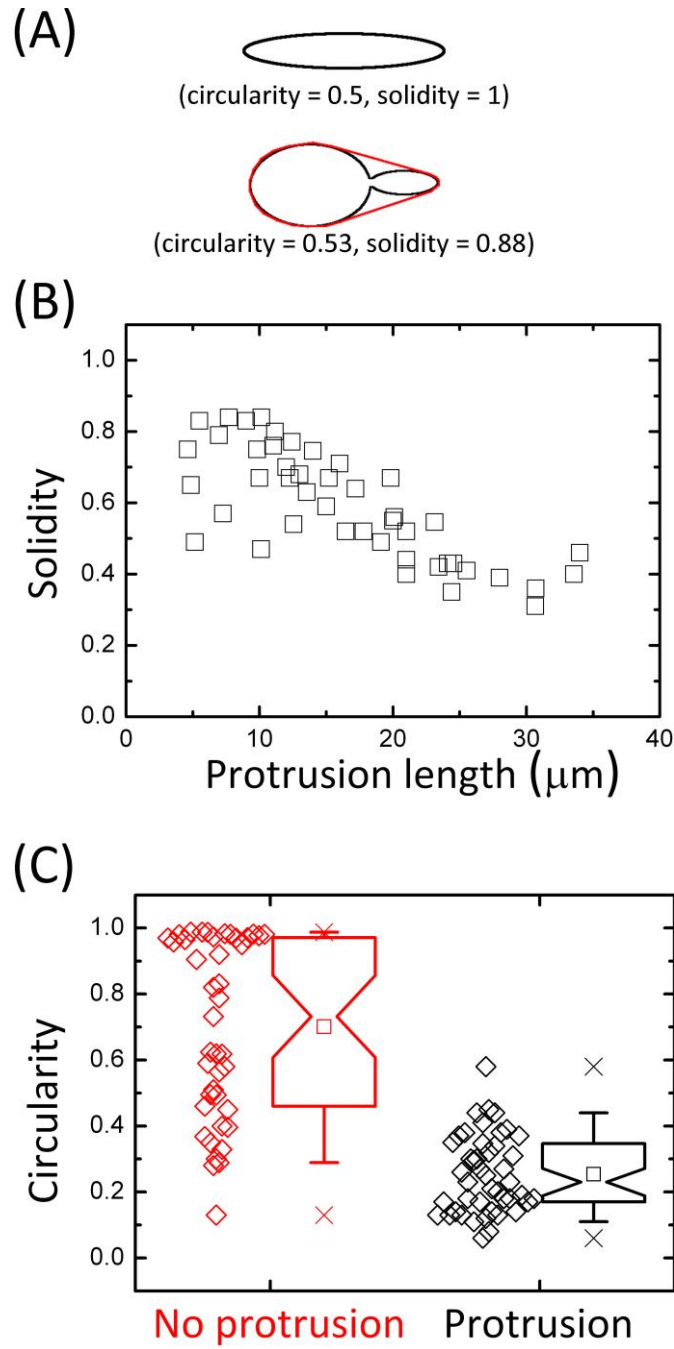 (A)
(circularity = 0.5, solidity = 1)
(circularity = 0.53, solidity = 0.88)
(B)
1.0
0.8
0.6
0.4
0.2
0.0
Solidity
0 10 20 30 40
Protrusion length (μm)
(C)
1.0
0.8
0.6
0.4
0.2
0.0
Circularity
No protrusion Protrusion